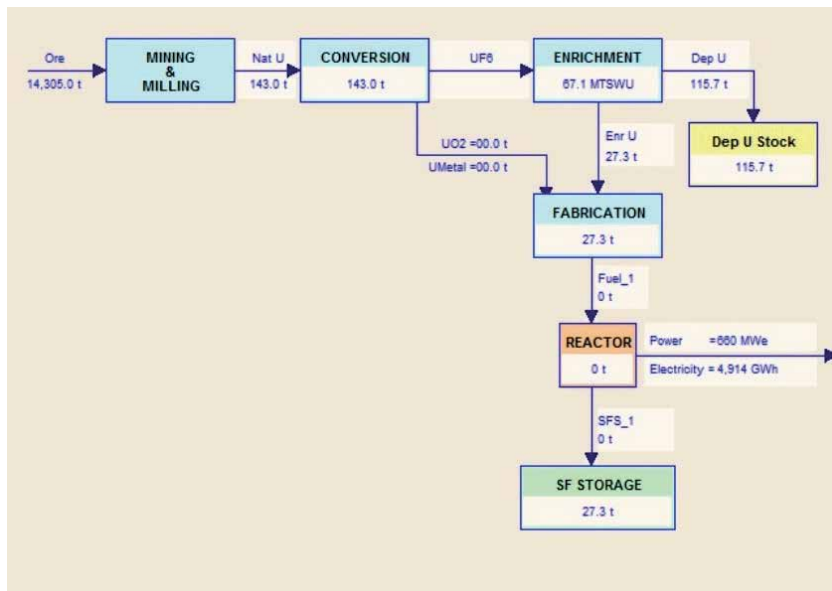 Ore
14,305.0 t
MINING
&
MILLING
Nat U
143.0 t
CONVERSION
143.0 t
UF6
ENRICHMENT
67.1 MTSWU
Dep U
115.7 t
Dep U Stock
115.7 t
UO2 =00.0 t
UMetal =00.0 t
Enr U
27.3 t
FABRICATION
27.3 t
Fuel_1
0 t
REACTOR
0 t
Power =660 MWe
Electricity = 4,914 GWh
SFS_1
0 t
SF STORAGE
27.3 t